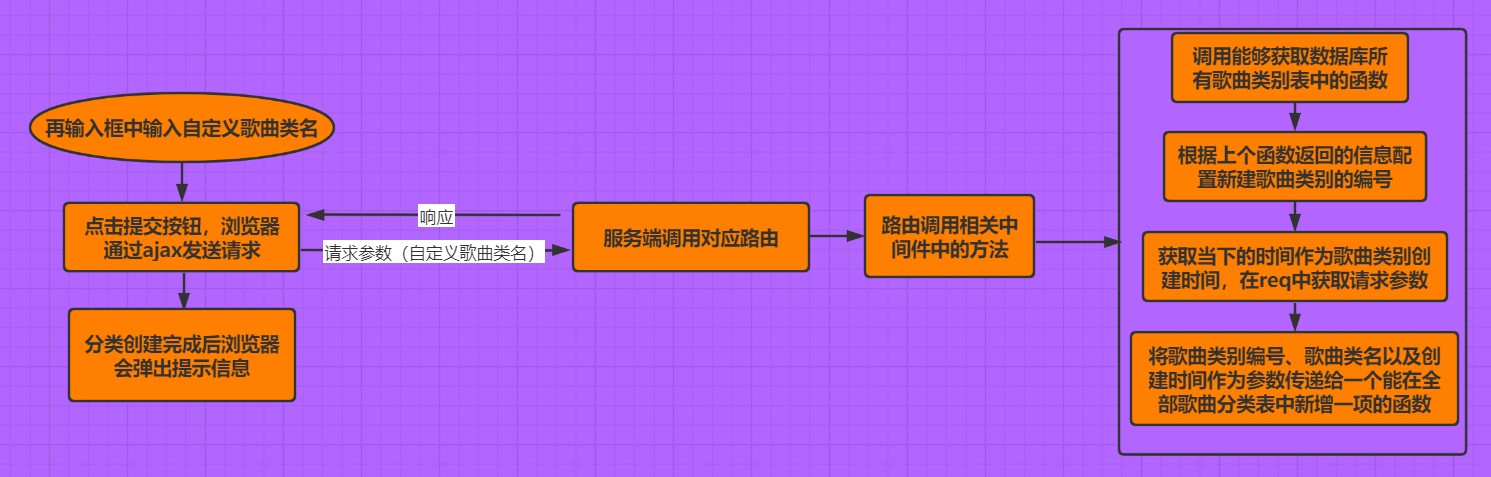 再输入框中输入自定义歌曲类名
点击提交按钮，浏览器
通过ajax发送请求
分类创建完成后浏览器
会弹出提示信息
响应
请求参数（自定义歌曲类名）
服务端调用对应路由
路由调用相关中
间件中的方法
调用能够获取数据库所
有歌曲类别表中的函数
根据上个函数返回的信息配
置新建歌曲类别的编号
获取当下的时间作为歌曲类别创
建时间，在req中获取请求参数
将歌曲类别编号、歌曲类名以及创
建时间作为参数传递给一个能在全
部歌曲分类表中新增一项的函数